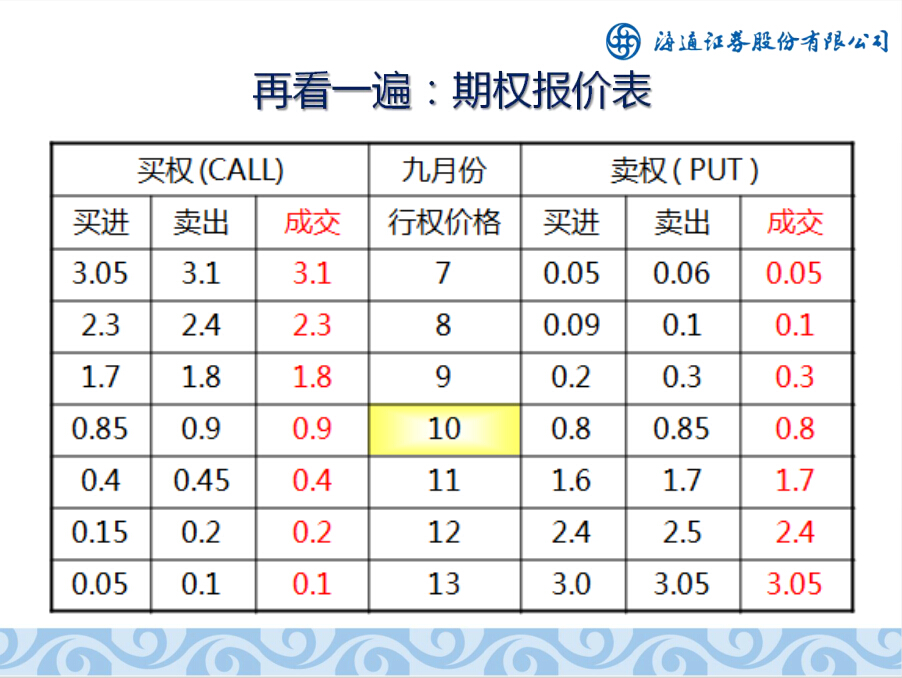 海通证券股份有限公司
再看一遍：期权报价表
买权(CALL) 九月份 卖权( PUT )
买进 卖出 成交 行权价格 买进 卖出 成交
3.05 3.1 3.1 7 0.05 0.06 0.05
2.3 2.4 2.3 8 0.09 0.1 0.1
1.7 1.8 1.8 9 0.2 0.3 0.3
0.85 0.9 0.9 10 0.8 0.85 0.8
0.4 0.45 0.4 11 1.6 1.7 1.7
0.15 0.2 0.2 12 2.4 2.5 2.4
0.05 0.1 0.1 13 3.0 3.05 3.05